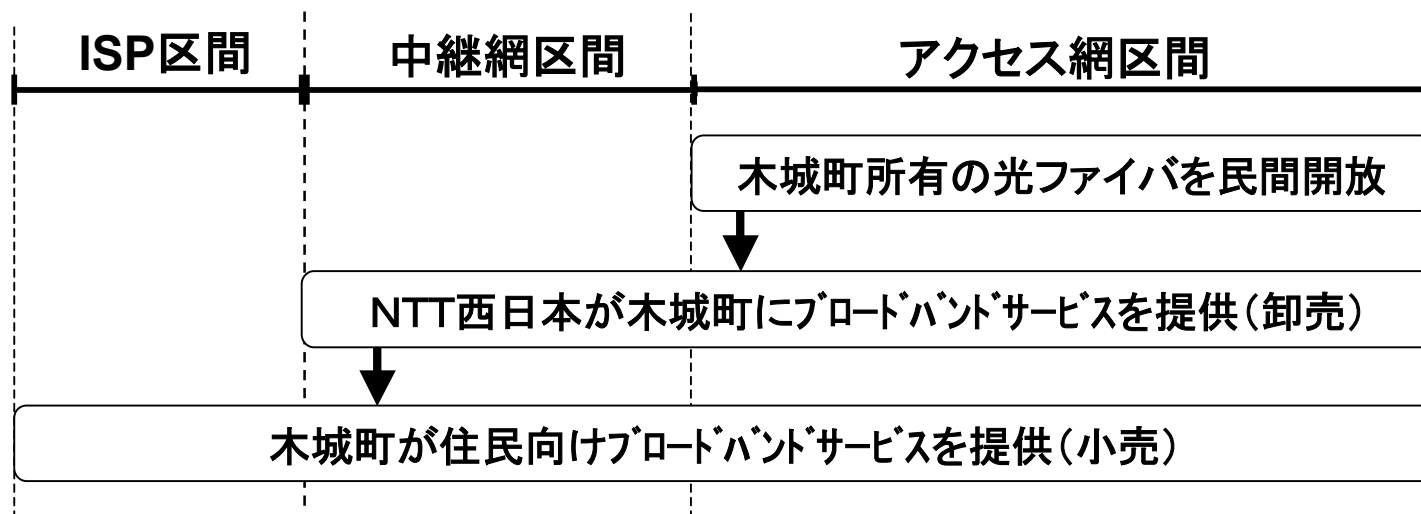 ISP区間
中継網区間
アクセス網区間
木城町所有の光ファイバを民間開放
NTT西日本が木城町にﾌﾞﾛｰﾄﾞﾊﾞﾝﾄﾞｻｰﾋﾞｽを提供（卸売）
木城町が住民向けﾌﾞﾛｰﾄﾞﾊﾞﾝﾄﾞｻｰﾋﾞｽを提供（小売）